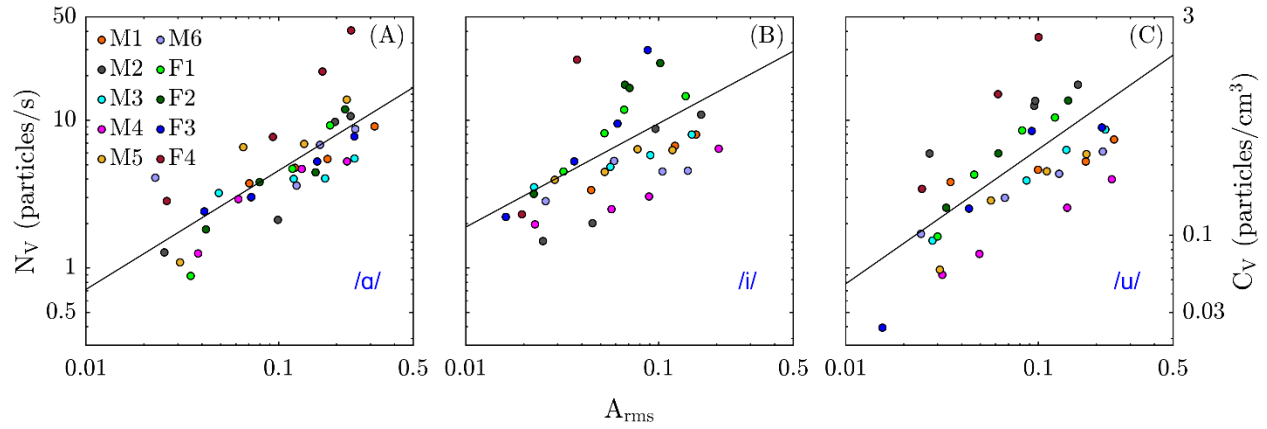 50
10
1
0.5
N_V (particles/s)
(A)
M1 M6
M2 F1
M3 F2
M4 F3
M5 F4
/ɑ/
0.01 0.1 0.5
(B)
/i/
0.01 0.1 0.5
(C)
/u/
0.01 0.1 0.5
3
0.1
0.03
C_V (particles/cm³)
A_rms